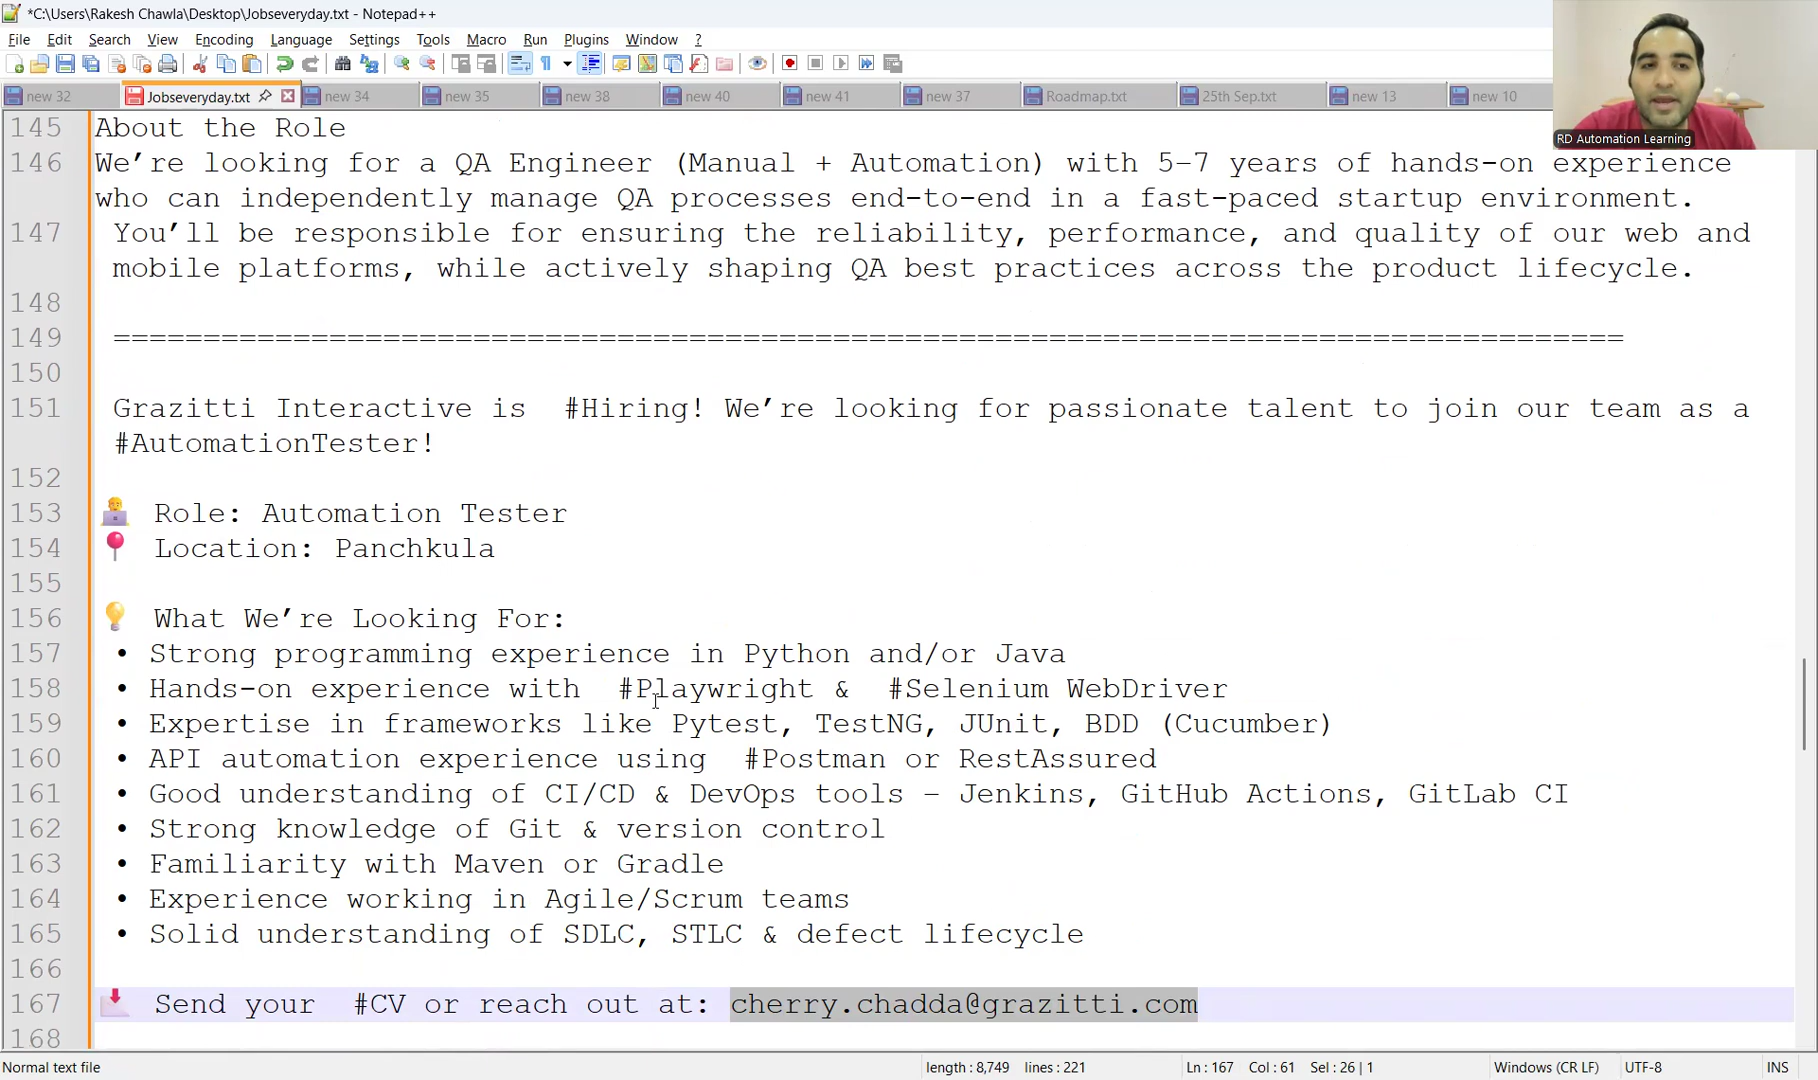 *C:\Users\Rakesh Chawla\Desktop\Jobseveryday.txt - Notepad++
File Edit Search View Encoding Language Settings Tools Macro Run Plugins Window ?
new 32 Jobseveryday.txt new 34 new 35 new 38 new 40 new 41 new 37 Roadmap.txt 25th Sep.txt new 13 new 10
RD Automation Learning
145 About the Role
146 We’re looking for a QA Engineer (Manual + Automation) with 5–7 years of hands-on experience
who can independently manage QA processes end-to-end in a fast-paced startup environment.
147 You’ll be responsible for ensuring the reliability, performance, and quality of our web and
mobile platforms, while actively shaping QA best practices across the product lifecycle.
148
149 ====================================================================================
150
151 Grazitti Interactive is #Hiring! We’re looking for passionate talent to join our team as a
#AutomationTester!
152
153 🧑‍💻 Role: Automation Tester
154 📍 Location: Panchkula
155
156 💡 What We’re Looking For:
157 • Strong programming experience in Python and/or Java
158 • Hands-on experience with #Playwright & #Selenium WebDriver
159 • Expertise in frameworks like Pytest, TestNG, JUnit, BDD (Cucumber)
160 • API automation experience using #Postman or RestAssured
161 • Good understanding of CI/CD & DevOps tools – Jenkins, GitHub Actions, GitLab CI
162 • Strong knowledge of Git & version control
163 • Familiarity with Maven or Gradle
164 • Experience working in Agile/Scrum teams
165 • Solid understanding of SDLC, STLC & defect lifecycle
166
167 📩 Send your #CV or reach out at: cherry.chadda@grazitti.com
168
Normal text file length : 8,749 lines : 221 Ln : 167 Col : 61 Sel : 26 | 1 Windows (CR LF) UTF-8 INS